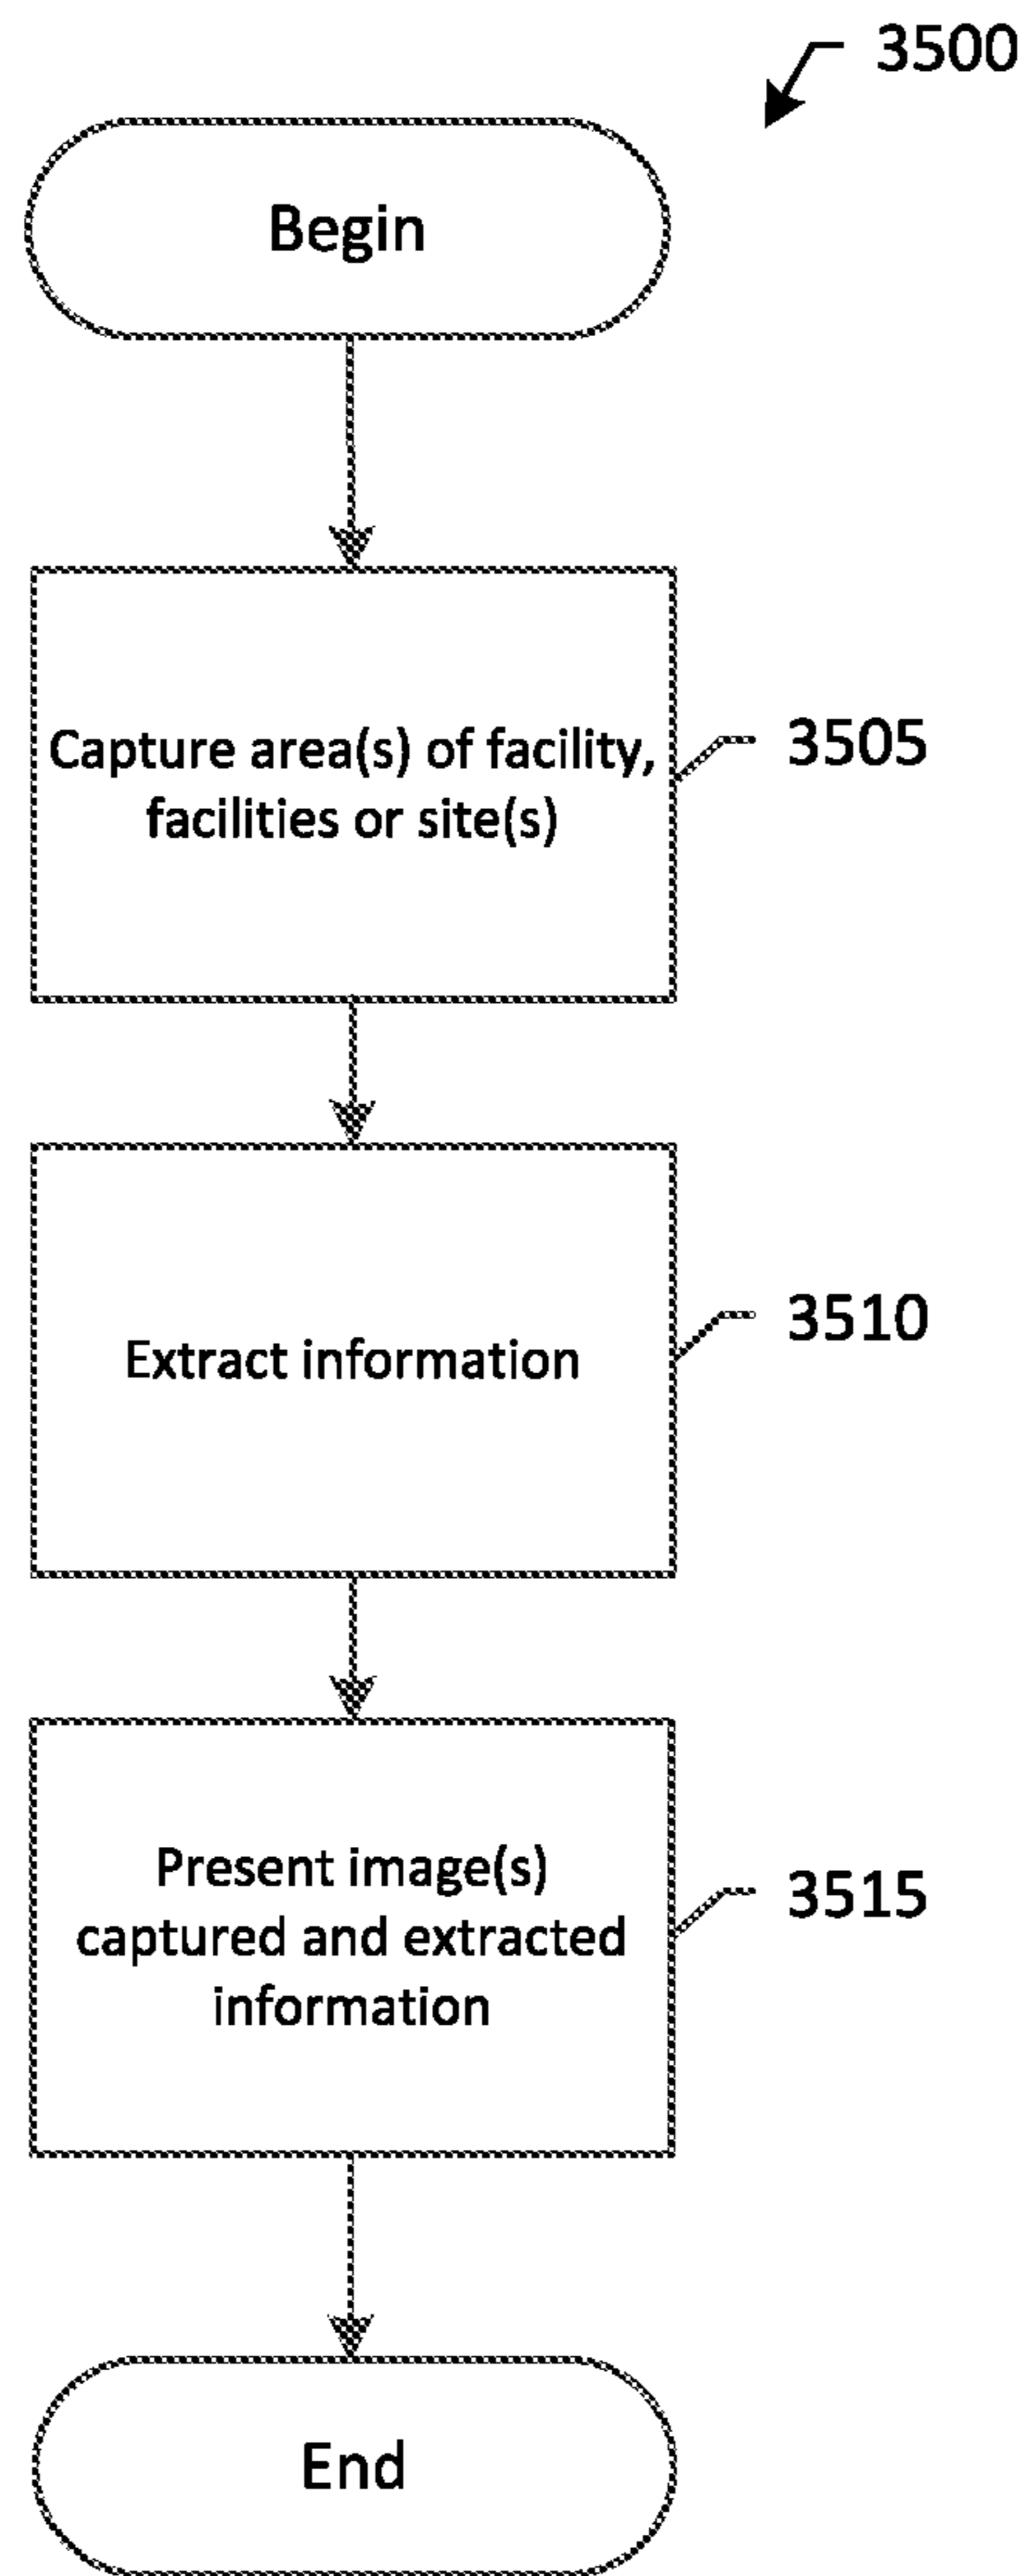 3500
Begin
Capture area(s) of facility,
facilities or site(s)
3505
Extract information
3510
Present image(s)
captured and extracted
information
3515
End